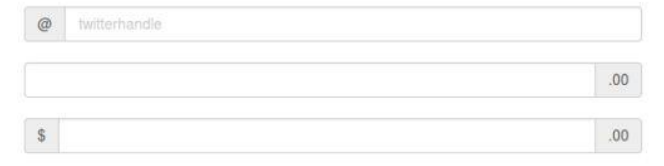 @ twitterhandle
.00
$ .00